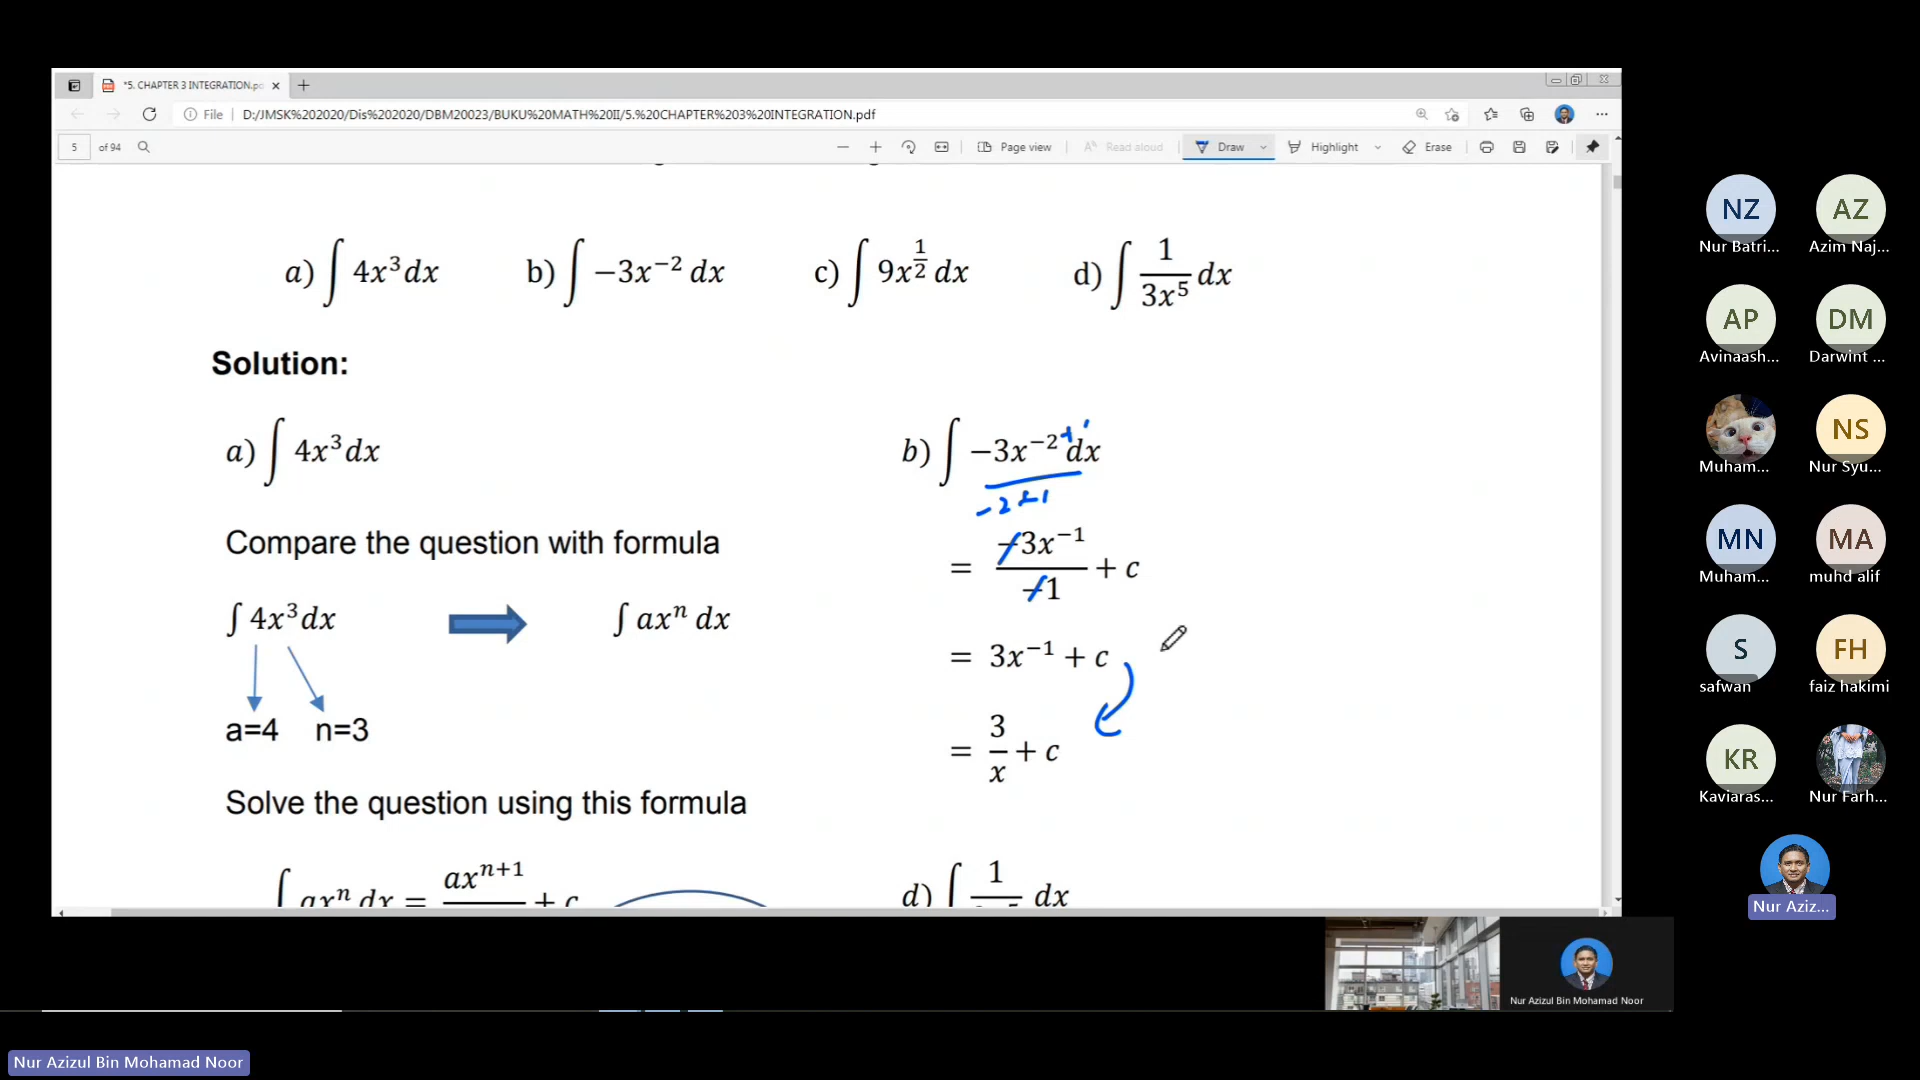 *5. CHAPTER 3 INTEGRATION.p
File D:/JMSK%202020/Dis%202020/DBM20023/BUKU%20MATH%20II/5.%20CHAPTER%203%20INTEGRATION.pdf
5 of 94 Page view Read aloud Draw Highlight Erase
a) ∫ 4x³dx b) ∫ −3x⁻² dx c) ∫ 9x^(1/2) dx d) ∫ 1/(3x⁵) dx
Solution:
a) ∫ 4x³dx
Compare the question with formula
∫ 4x³dx ∫ axⁿ dx
a=4 n=3
Solve the question using this formula
∫ axⁿ dx = axⁿ⁺¹ + c
b) ∫ −3x⁻² dx
+1
-2+1
= −3x⁻¹/−1 + c
= 3x⁻¹ + c
= 3/x + c
d) ∫ 1 dx
NZ
Nur Batri...
AZ
Azim Naj...
AP
Avinaash...
DM
Darwint ...
Muham...
NS
Nur Syu...
MN
Muham...
MA
muhd alif
S
safwan
FH
faiz hakimi
KR
Kaviaras...
Nur Farh...
Nur Aziz...
Nur Azizul Bin Mohamad Noor
Nur Azizul Bin Mohamad Noor